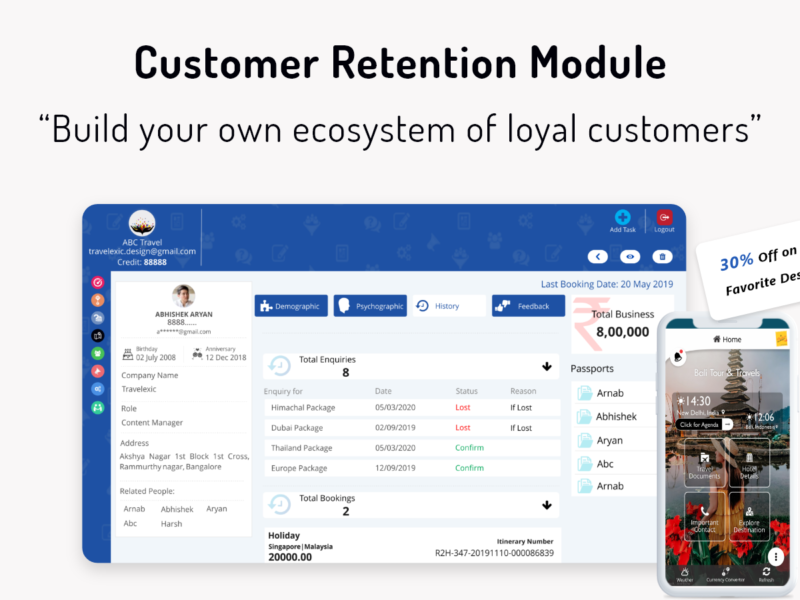 Customer Retention Module
“Build your own ecosystem of loyal customers”
ABC Travel
travelexic.design@gmail.com
Credit: 88888
Add Task
Logout
Last Booking Date: 20 May 2019
ABHISHEK ARYAN
8888......
a******@gmail.com
Birthday
02 July 2008
Anniversary
12 Dec 2018
Company Name
Travelexic
Role
Content Manager
Address
Akshya Nagar 1st Block 1st Cross,
Rammurthy nagar, Bangalore
Related People:
Arnab Abhishek Aryan
Abc Harsh
Demographic
Psychographic
History
Feedback
Total Enquiries
8
Enquiry for Date Status Reason
Himachal Package 05/03/2020 Lost If Lost
Dubai Package 02/09/2019 Lost If Lost
Thailand Package 05/03/2020 Confirm
Europe Package 12/09/2019 Confirm
Total Bookings
2
Holiday
Singapore|Malaysia
20000.00
Itinerary Number
R2H-347-20191110-000086839
Total Business
8,00,000
Passports
Arnab
Abhishek
Aryan
Abc
Arnab
30% Off on
Favorite Des
Home
Bali Tour & Travels
14:30
New Delhi, India
Click for Agenda
12:06
Bali, Indonesia
Travel
Documents
Hotel
Details
Important
Contact
Explore
Destination
Weather
Currency Convertor
Refresh